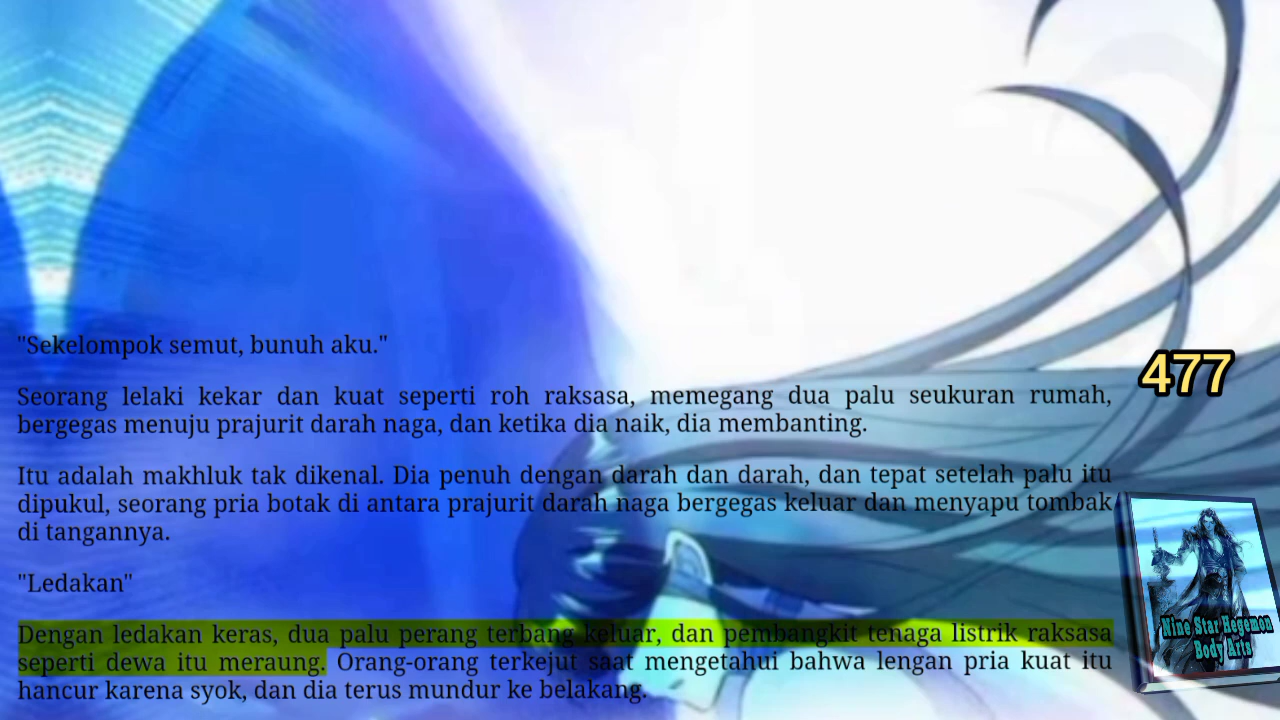 "Sekelompok semut, bunuh aku."
Seorang lelaki kekar dan kuat seperti roh raksasa, memegang dua palu seukuran rumah,
bergegas menuju prajurit darah naga, dan ketika dia naik, dia membanting.
Itu adalah makhluk tak dikenal. Dia penuh dengan darah dan darah, dan tepat setelah palu itu
dipukul, seorang pria botak di antara prajurit darah naga bergegas keluar dan menyapu tombak
di tangannya.
"Ledakan"
Dengan ledakan keras, dua palu perang terbang keluar, dan pembangkit tenaga listrik raksasa
seperti dewa itu meraung. Orang-orang terkejut saat mengetahui bahwa lengan pria kuat itu
hancur karena syok, dan dia terus mundur ke belakang.
477
Nine Star Hegemon
Body Arts